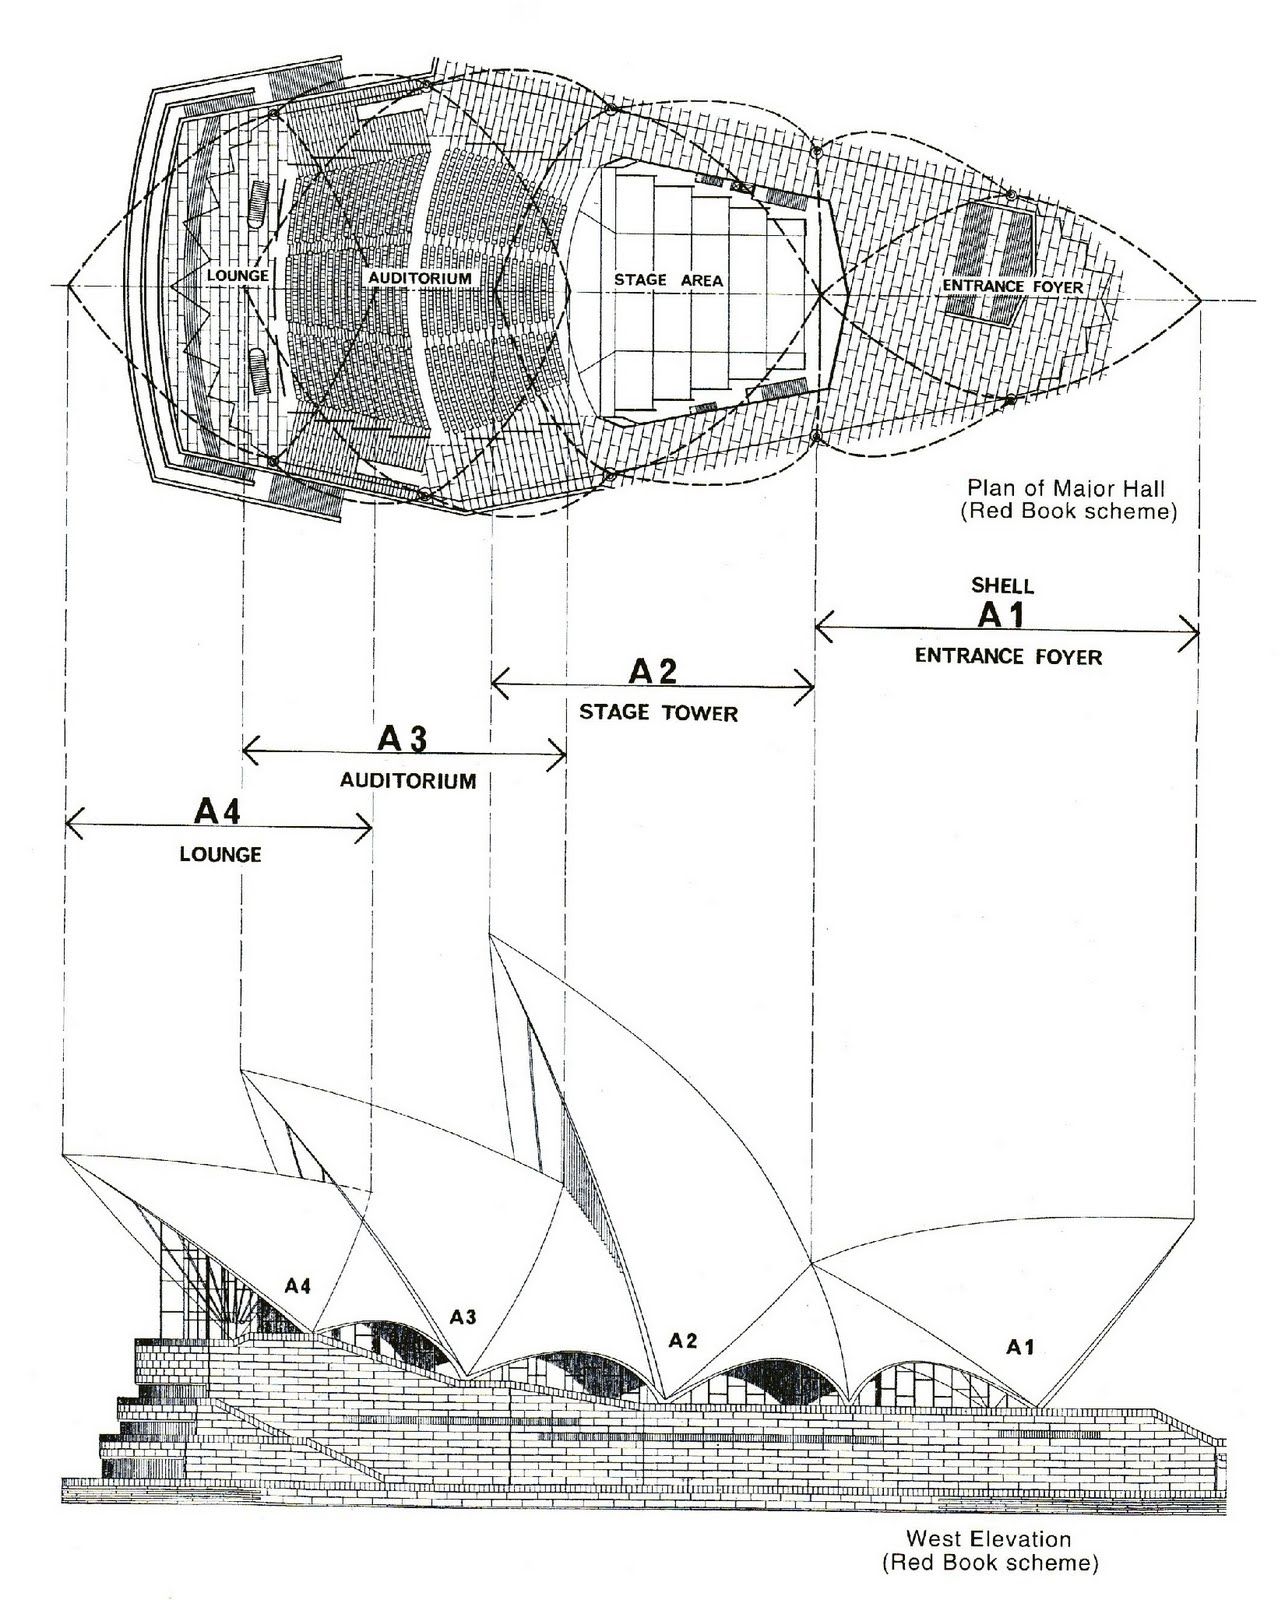 LOUNGE
AUDITORIUM
STAGE AREA
ENTRANCE FOYER
Plan of Major Hall
(Red Book scheme)
SHELL
A1
ENTRANCE FOYER
A2
STAGE TOWER
A3
AUDITORIUM
A4
LOUNGE
A4
A3
A2
A1
West Elevation
(Red Book scheme)